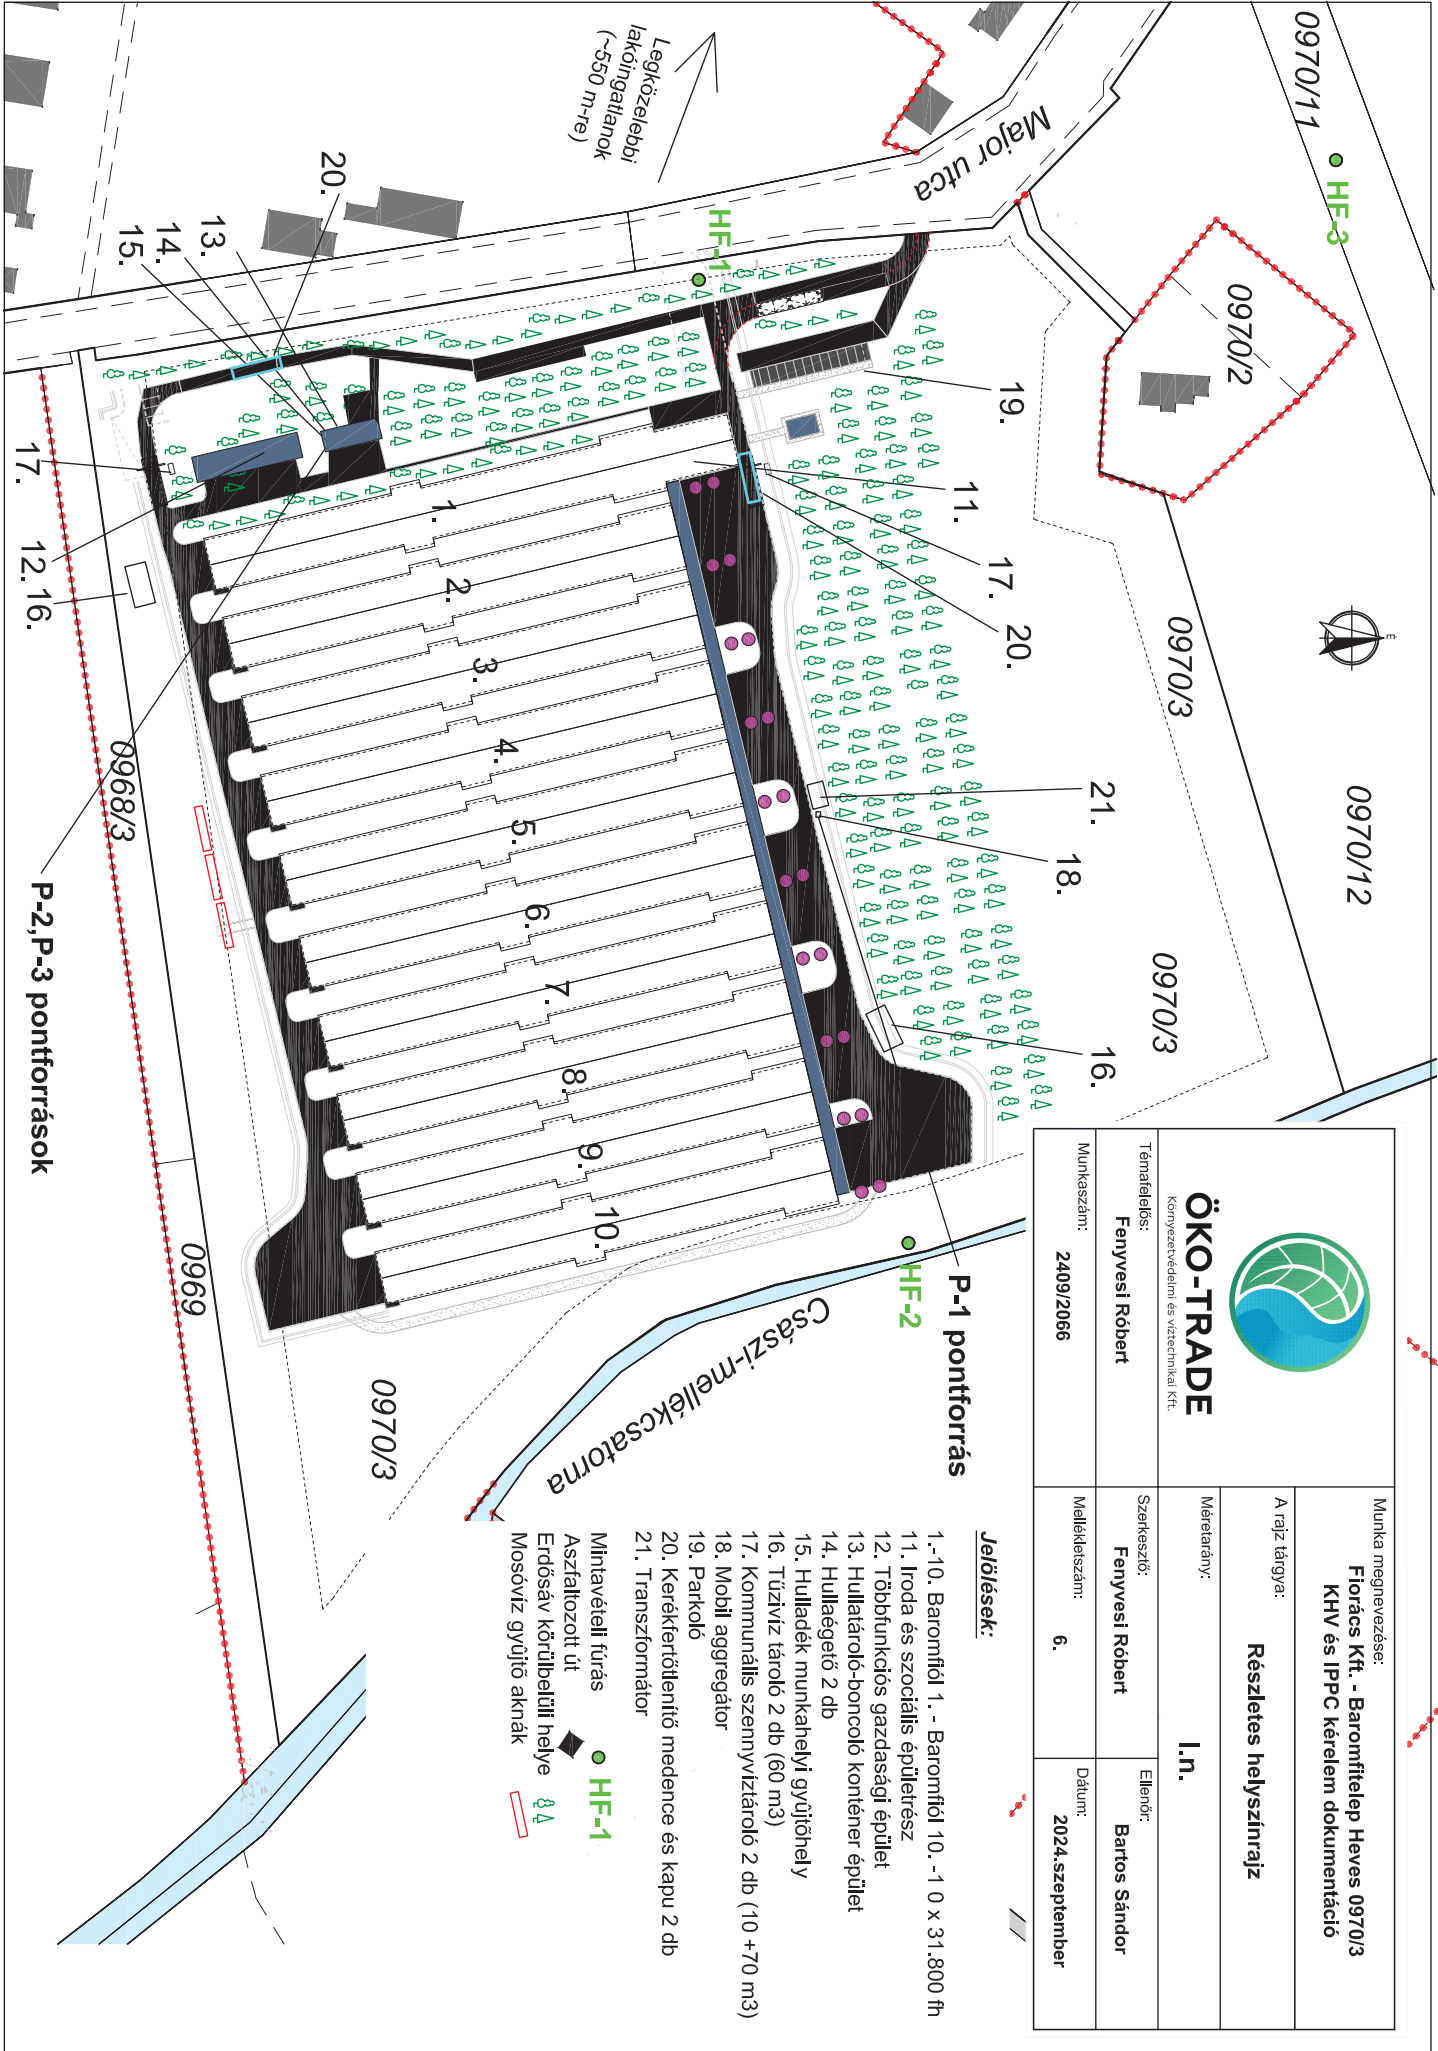 0970/11
HF-3
0970/2
Major utca
Legközelebbi
lakóingatlanok
(~550 m-re)
HF-1
20.
13.
14.
15.
17.
12.
16.
19.
11.
17.
20.
21.
18.
16.
É
0970/3
0970/12
0970/3
1.
2.
3.
4.
5.
6.
7.
8.
9.
10.
0968/3
P-2,P-3 pontforrások
0969
0970/3
HF-2
P-1 pontforrás
Császi-mellékcsatorna
ÖKO-TRADE
Környezetvédelmi és víztechnikai Kft.
Témafelelős:
Fenyvesi Róbert
Munkaszám:
2409/2066
Munka megnevezése:
Fiorács Kft. - Baromfitelep Heves 0970/3
KHV és IPPC kérelem dokumentáció
A rajz tárgya:
Részletes helyszínrajz
Méretarány:
I.n.
Szerkesztő:
Fenyvesi Róbert
Ellenőr:
Bartos Sándor
Mellékletszám:
6.
Dátum:
2024.szeptember
Jelölések:
1.-10. Baromfiól 1. - Baromfiól 10. -1 0 x 31.800 fh
11. Iroda és szociális épületrész
12. Többfunkciós gazdasági épület
13. Hullatároló-boncoló konténer épület
14. Hullaégető 2 db
15. Hulladék munkahelyi gyűjtőhely
16. Tűzivíz tároló 2 db (60 m3)
17. Kommunális szennyvíztároló 2 db (10 +70 m3)
18. Mobil aggregátor
19. Parkoló
20. Kerékfertőtlenítő medence és kapu 2 db
21. Transzformátor
Mintavételi fúrás HF-1
Aszfaltozott út
Erdősáv körülbelüli helye
Mosóvíz gyűjtő aknák